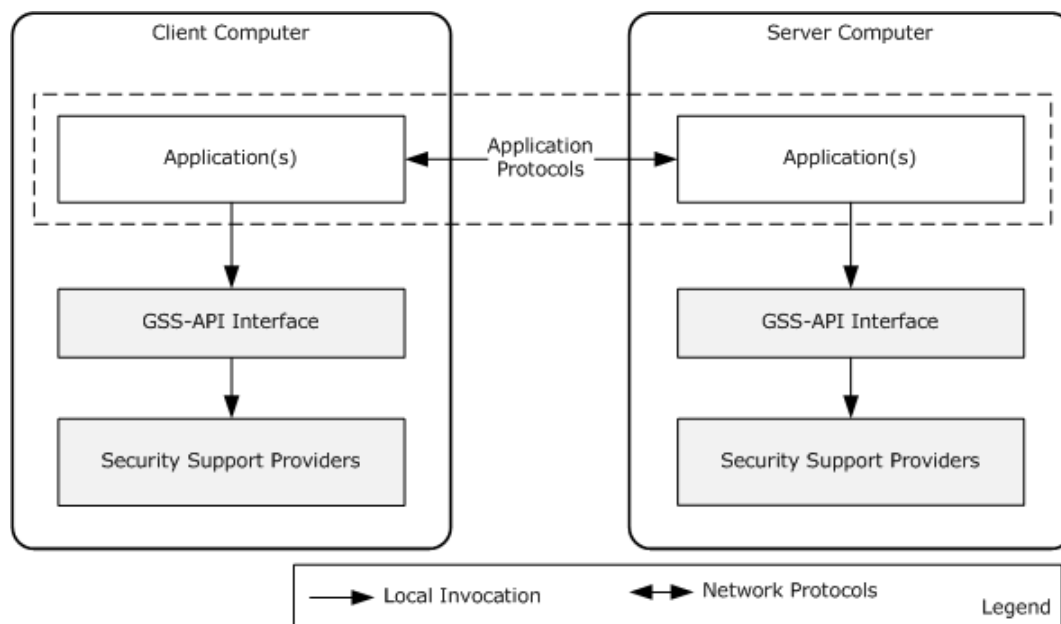 Client Computer
Server Computer
Application(s)
Application
Protocols
Application(s)
GSS-API Interface
GSS-API Interface
Security Support Providers
Security Support Providers
Local Invocation
Network Protocols
Legend